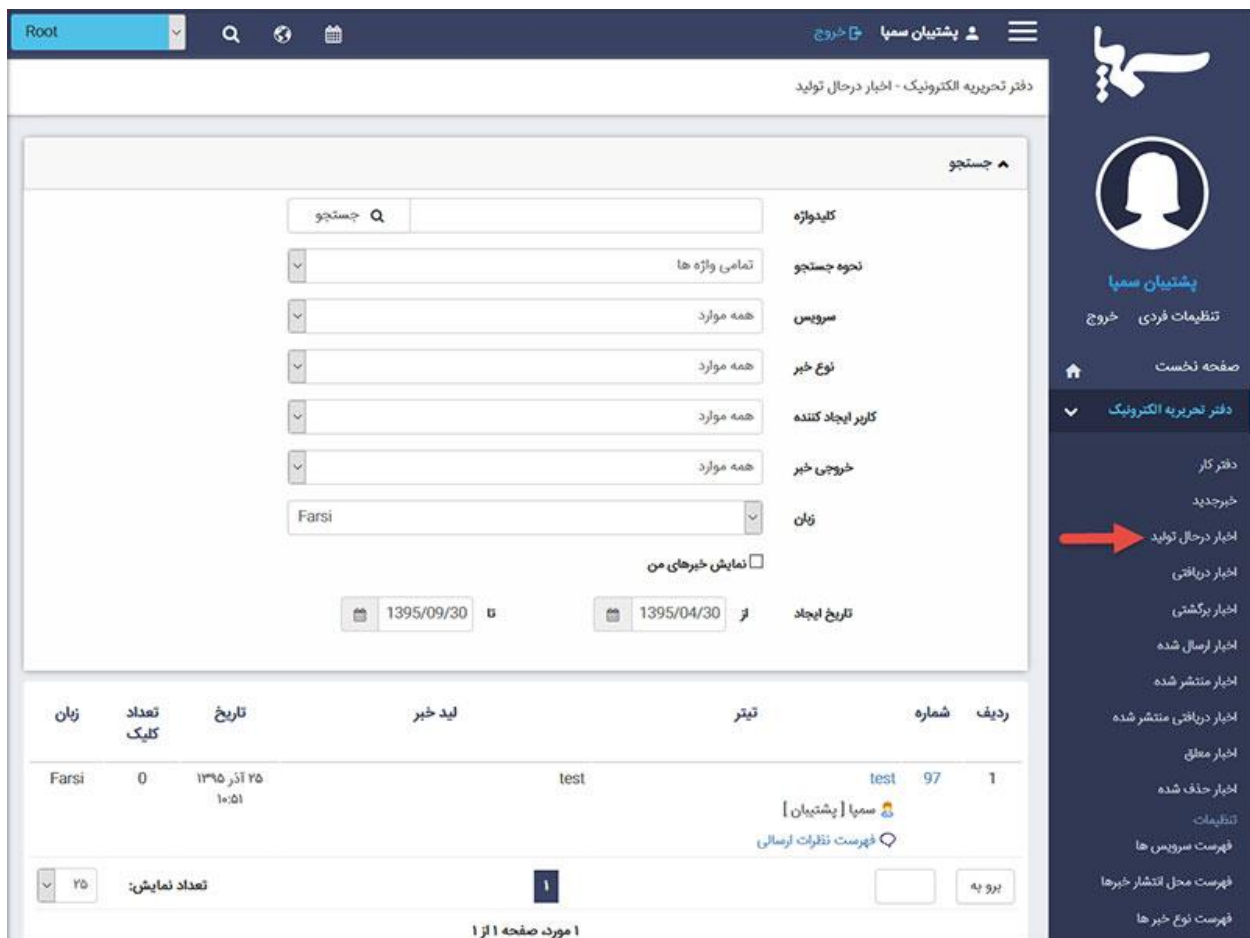 پشتیبان سمپا خروج
Root
دفتر تحریریه الکترونیک - اخبار درحال تولید
جستجو
کلیدواژه
جستجو
نحوه جستجو
تمامی واژه ها
سرویس
همه موارد
نوع خبر
همه موارد
کاربر ایجاد کننده
همه موارد
خروجی خبر
همه موارد
زبان
Farsi
نمایش خبرهای من
تاریخ ایجاد از 1395/04/30 تا 1395/09/30
ردیف شماره تیتر لید خبر تاریخ تعداد کلیک زبان
1 97 test test ۲۵ آذر ۱۳۹۵ 0 Farsi
۱۰:۵۱
سمپا [ پشتیبان ]
فهرست نظرات ارسالی
برو به ۱ تعداد نمایش: ۲۵
۱ مورد، صفحه ۱ از ۱
سمپا
پشتیبان سمپا
تنظیمات فردی خروج
صفحه نخست
دفتر تحریریه الکترونیک
دفتر کار
خبرجدید
اخبار درحال تولید
اخبار دریافتی
اخبار برگشتی
اخبار ارسال شده
اخبار منتشر شده
اخبار دریافتی منتشر شده
اخبار معلق
اخبار حذف شده
تنظیمات
فهرست سرویس ها
فهرست محل انتشار خبرها
فهرست نوع خبر ها